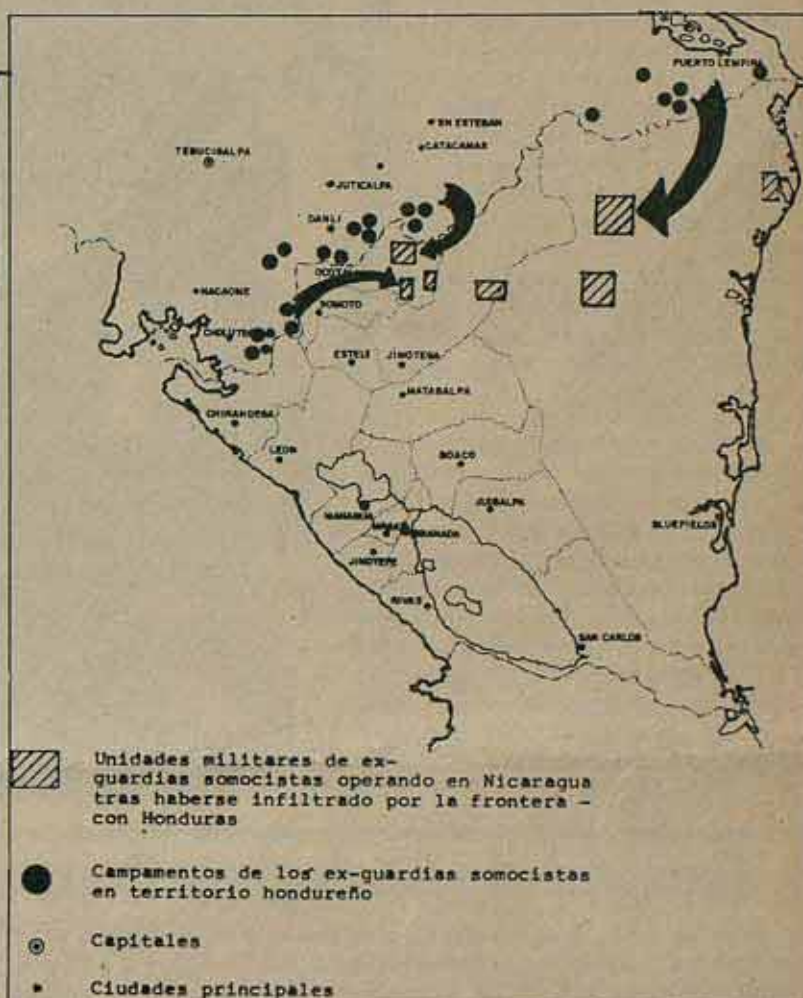 PUERTO LEMPIRA
SN ESTEBAN
CATACAMAS
TEGUCIGALPA
JUTICALPA
DANLI
OCOTAL
NACAOME
SOMOTO
CHOLUTECA
ESTELI
JINOTEGA
MATAGALPA
CHINANDEGA
LEON
BOACO
JUIGALPA
BLUEFIELDS
MANAGUA
MASAYA
GRANADA
JINOTEPE
RIVAS
SAN CARLOS
Unidades militares de ex-
guardias somocistas operando en Nicaragua
tras haberse infiltrado por la frontera -
con Honduras
Campamentos de los ex-guardias somocistas
en territorio hondureño
Capitales
Ciudades principales